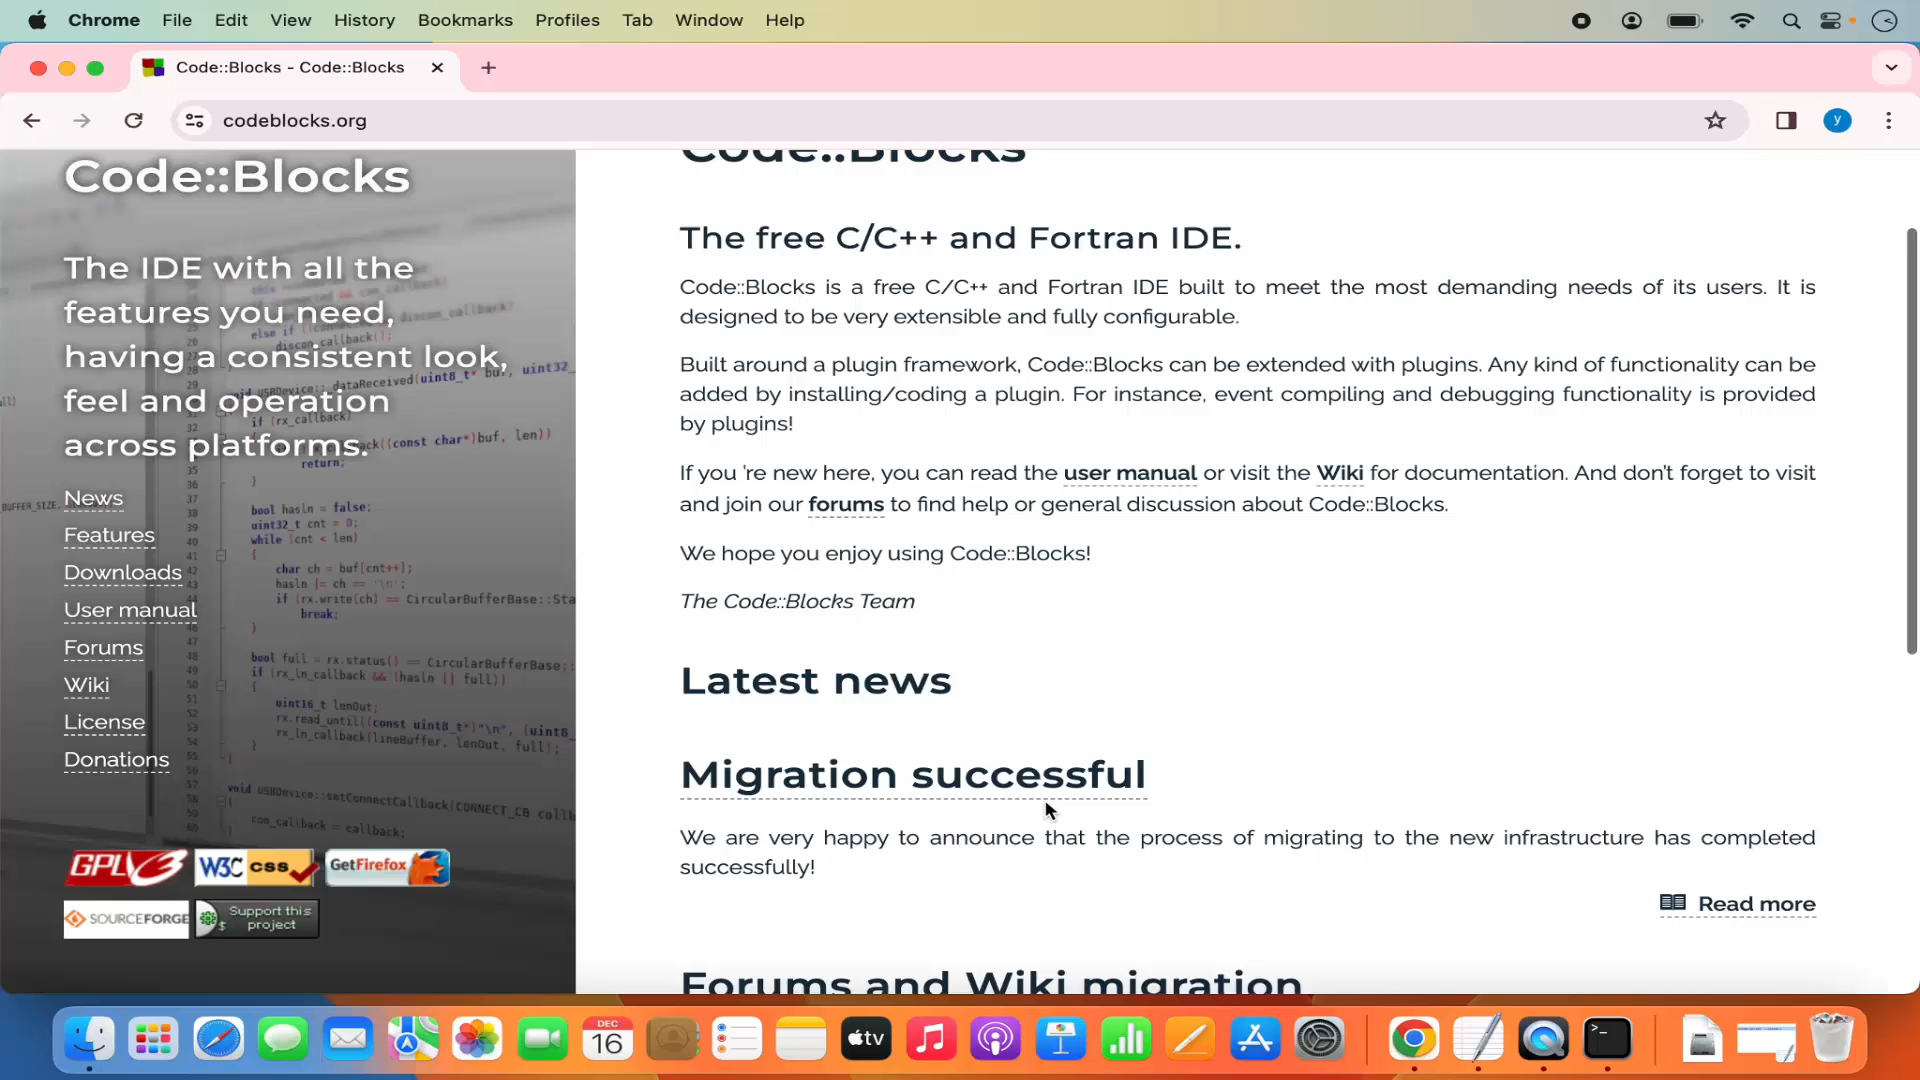 Chrome File Edit View History Bookmarks Profiles Tab Window Help
Code::Blocks - Code::Blocks
codeblocks.org
y
Code::Blocks
The IDE with all the
features you need,
having a consistent look,
feel and operation
across platforms.
News
Features
Downloads
User manual
Forums
Wiki
License
Donations
GPLv3 W3C css GetFirefox
SOURCEFORGE Support this
project
Code::Blocks
The free C/C++ and Fortran IDE.
Code::Blocks is a free C/C++ and Fortran IDE built to meet the most demanding needs of its users. It is
designed to be very extensible and fully configurable.
Built around a plugin framework, Code::Blocks can be extended with plugins. Any kind of functionality can be
added by installing/coding a plugin. For instance, event compiling and debugging functionality is provided
by plugins!
If you 're new here, you can read the user manual or visit the Wiki for documentation. And don't forget to visit
and join our forums to find help or general discussion about Code::Blocks.
We hope you enjoy using Code::Blocks!
The Code::Blocks Team
Latest news
Migration successful
We are very happy to announce that the process of migrating to the new infrastructure has completed
successfully!
Read more
Forums and Wiki migration
DEC
16
tv